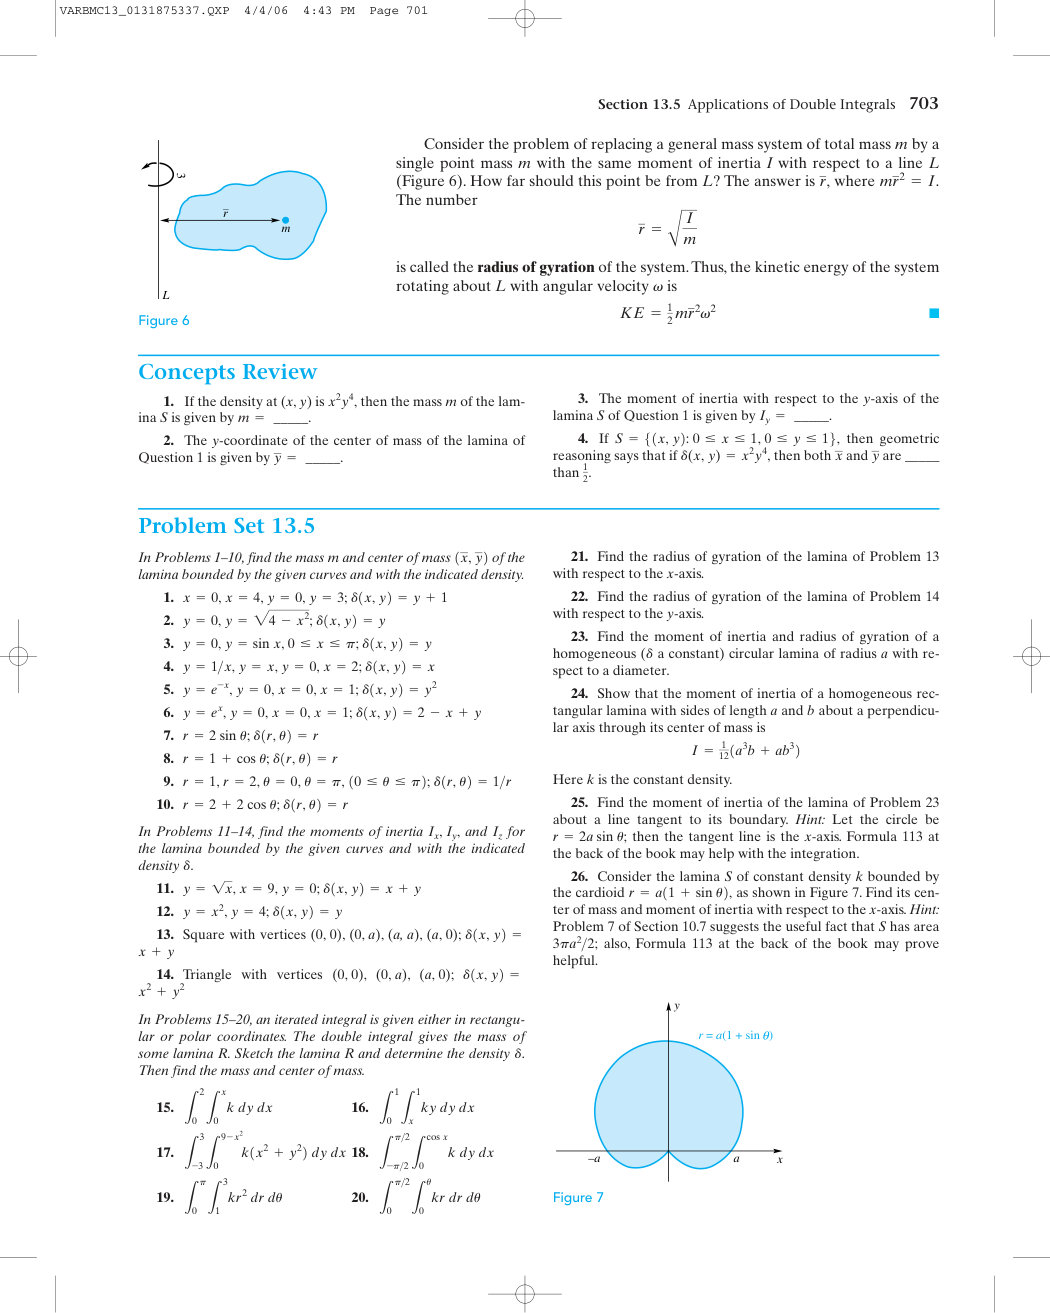 VARBMC13_0131875337.QXP 4/4/06 4:43 PM Page 701
Section 13.5 Applications of Double Integrals 703
ω
r̄
m
L
Figure 6
Consider the problem of replacing a general mass system of total mass m by a
single point mass m with the same moment of inertia I with respect to a line L
(Figure 6). How far should this point be from L? The answer is r̄, where mr̄² = I.
The number
r̄ = √(I/m)
is called the radius of gyration of the system. Thus, the kinetic energy of the system
rotating about L with angular velocity ω is
KE = ½mr̄²ω²
Concepts Review
1. If the density at (x, y) is x²y⁴, then the mass m of the lam-
ina S is given by m = _____.
2. The y-coordinate of the center of mass of the lamina of
Question 1 is given by ȳ = _____.
3. The moment of inertia with respect to the y-axis of the
lamina S of Question 1 is given by I_y = _____.
4. If S = {(x, y): 0 ≤ x ≤ 1, 0 ≤ y ≤ 1}, then geometric
reasoning says that if δ(x, y) = x²y⁴, then both x̄ and ȳ are _____
than ½.
Problem Set 13.5
In Problems 1–10, find the mass m and center of mass (x̄, ȳ) of the
lamina bounded by the given curves and with the indicated density.
1. x = 0, x = 4, y = 0, y = 3; δ(x, y) = y + 1
2. y = 0, y = √(4 − x²); δ(x, y) = y
3. y = 0, y = sin x, 0 ≤ x ≤ π; δ(x, y) = y
4. y = 1/x, y = x, y = 0, x = 2; δ(x, y) = x
5. y = e⁻ˣ, y = 0, x = 0, x = 1; δ(x, y) = y²
6. y = eˣ, y = 0, x = 0, x = 1; δ(x, y) = 2 − x + y
7. r = 2 sin θ; δ(r, θ) = r
8. r = 1 + cos θ; δ(r, θ) = r
9. r = 1, r = 2, θ = 0, θ = π, (0 ≤ θ ≤ π); δ(r, θ) = 1/r
10. r = 2 + 2 cos θ; δ(r, θ) = r
In Problems 11–14, find the moments of inertia I_x, I_y, and I_z for
the lamina bounded by the given curves and with the indicated
density δ.
11. y = √x, x = 9, y = 0; δ(x, y) = x + y
12. y = x², y = 4; δ(x, y) = y
13. Square with vertices (0, 0), (0, a), (a, a), (a, 0); δ(x, y) =
x + y
14. Triangle with vertices (0, 0), (0, a), (a, 0); δ(x, y) =
x² + y²
In Problems 15–20, an iterated integral is given either in rectangu-
lar or polar coordinates. The double integral gives the mass of
some lamina R. Sketch the lamina R and determine the density δ.
Then find the mass and center of mass.
15. ∫₀² ∫₀ˣ k dy dx 16. ∫₀¹ ∫ₓ¹ ky dy dx
17. ∫₋₃³ ∫₀^(9−x²) k(x² + y²) dy dx 18. ∫_(−π/2)^(π/2) ∫₀^(cos x) k dy dx
19. ∫₀^π ∫₁³ kr² dr dθ 20. ∫₀^(π/2) ∫₀^θ kr dr dθ
21. Find the radius of gyration of the lamina of Problem 13
with respect to the x-axis.
22. Find the radius of gyration of the lamina of Problem 14
with respect to the y-axis.
23. Find the moment of inertia and radius of gyration of a
homogeneous (δ a constant) circular lamina of radius a with re-
spect to a diameter.
24. Show that the moment of inertia of a homogeneous rec-
tangular lamina with sides of length a and b about a perpendicu-
lar axis through its center of mass is
I = 1/12(a³b + ab³)
Here k is the constant density.
25. Find the moment of inertia of the lamina of Problem 23
about a line tangent to its boundary. Hint: Let the circle be
r = 2a sin θ; then the tangent line is the x-axis. Formula 113 at
the back of the book may help with the integration.
26. Consider the lamina S of constant density k bounded by
the cardioid r = a(1 + sin θ), as shown in Figure 7. Find its cen-
ter of mass and moment of inertia with respect to the x-axis. Hint:
Problem 7 of Section 10.7 suggests the useful fact that S has area
3πa²/2; also, Formula 113 at the back of the book may prove
helpful.
y
r = a(1 + sin θ)
–a
a
x
Figure 7